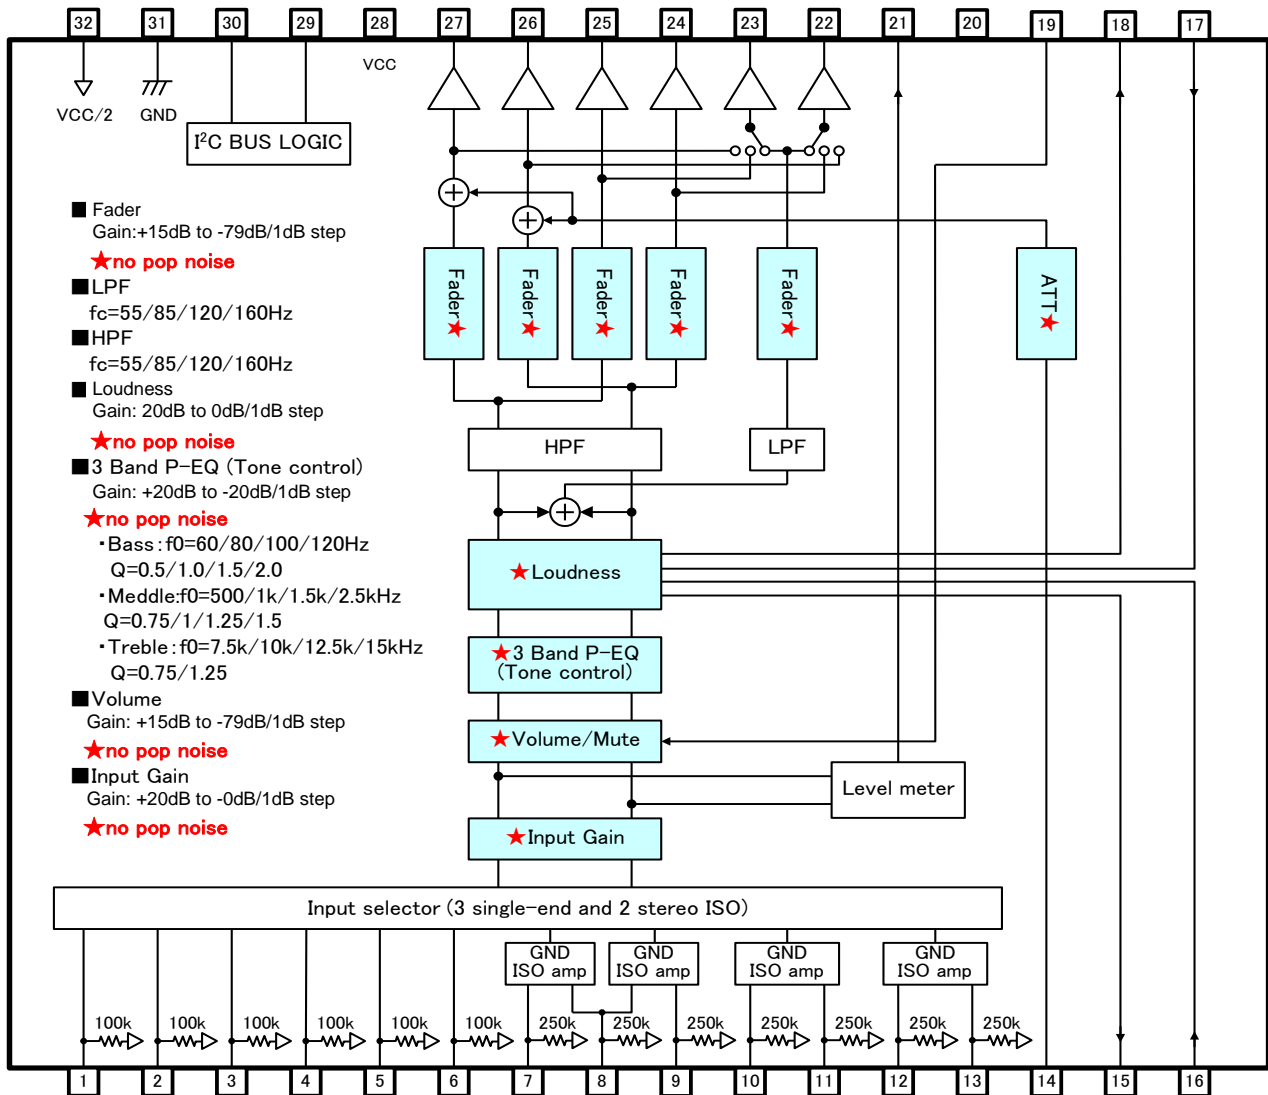 32 31 30 29 28 27 26 25 24 23 22 21 20 19 18 17
VCC
VCC/2 GND
I²C BUS LOGIC
■ Fader
Gain:+15dB to -79dB/1dB step
★no pop noise
■LPF
fc=55/85/120/160Hz
■HPF
fc=55/85/120/160Hz
■ Loudness
Gain: 20dB to 0dB/1dB step
★no pop noise
■3 Band P-EQ (Tone control)
Gain: +20dB to -20dB/1dB step
★no pop noise
・Bass:f0=60/80/100/120Hz
Q=0.5/1.0/1.5/2.0
・Meddle:f0=500/1k/1.5k/2.5kHz
Q=0.75/1/1.25/1.5
・Treble:f0=7.5k/10k/12.5k/15kHz
Q=0.75/1.25
■Volume
Gain: +15dB to -79dB/1dB step
★no pop noise
■Input Gain
Gain: +20dB to -0dB/1dB step
★no pop noise
Fader★
Fader★
Fader★
Fader★
Fader★
ATT★
HPF
LPF
★Loudness
★3 Band P-EQ
(Tone control)
★Volume/Mute
Level meter
★Input Gain
Input selector (3 single-end and 2 stereo ISO)
GND
ISO amp
GND
ISO amp
GND
ISO amp
GND
ISO amp
100k 100k 100k 100k 100k 100k 250k 250k 250k 250k 250k 250k 250k
1 2 3 4 5 6 7 8 9 10 11 12 13 14 15 16